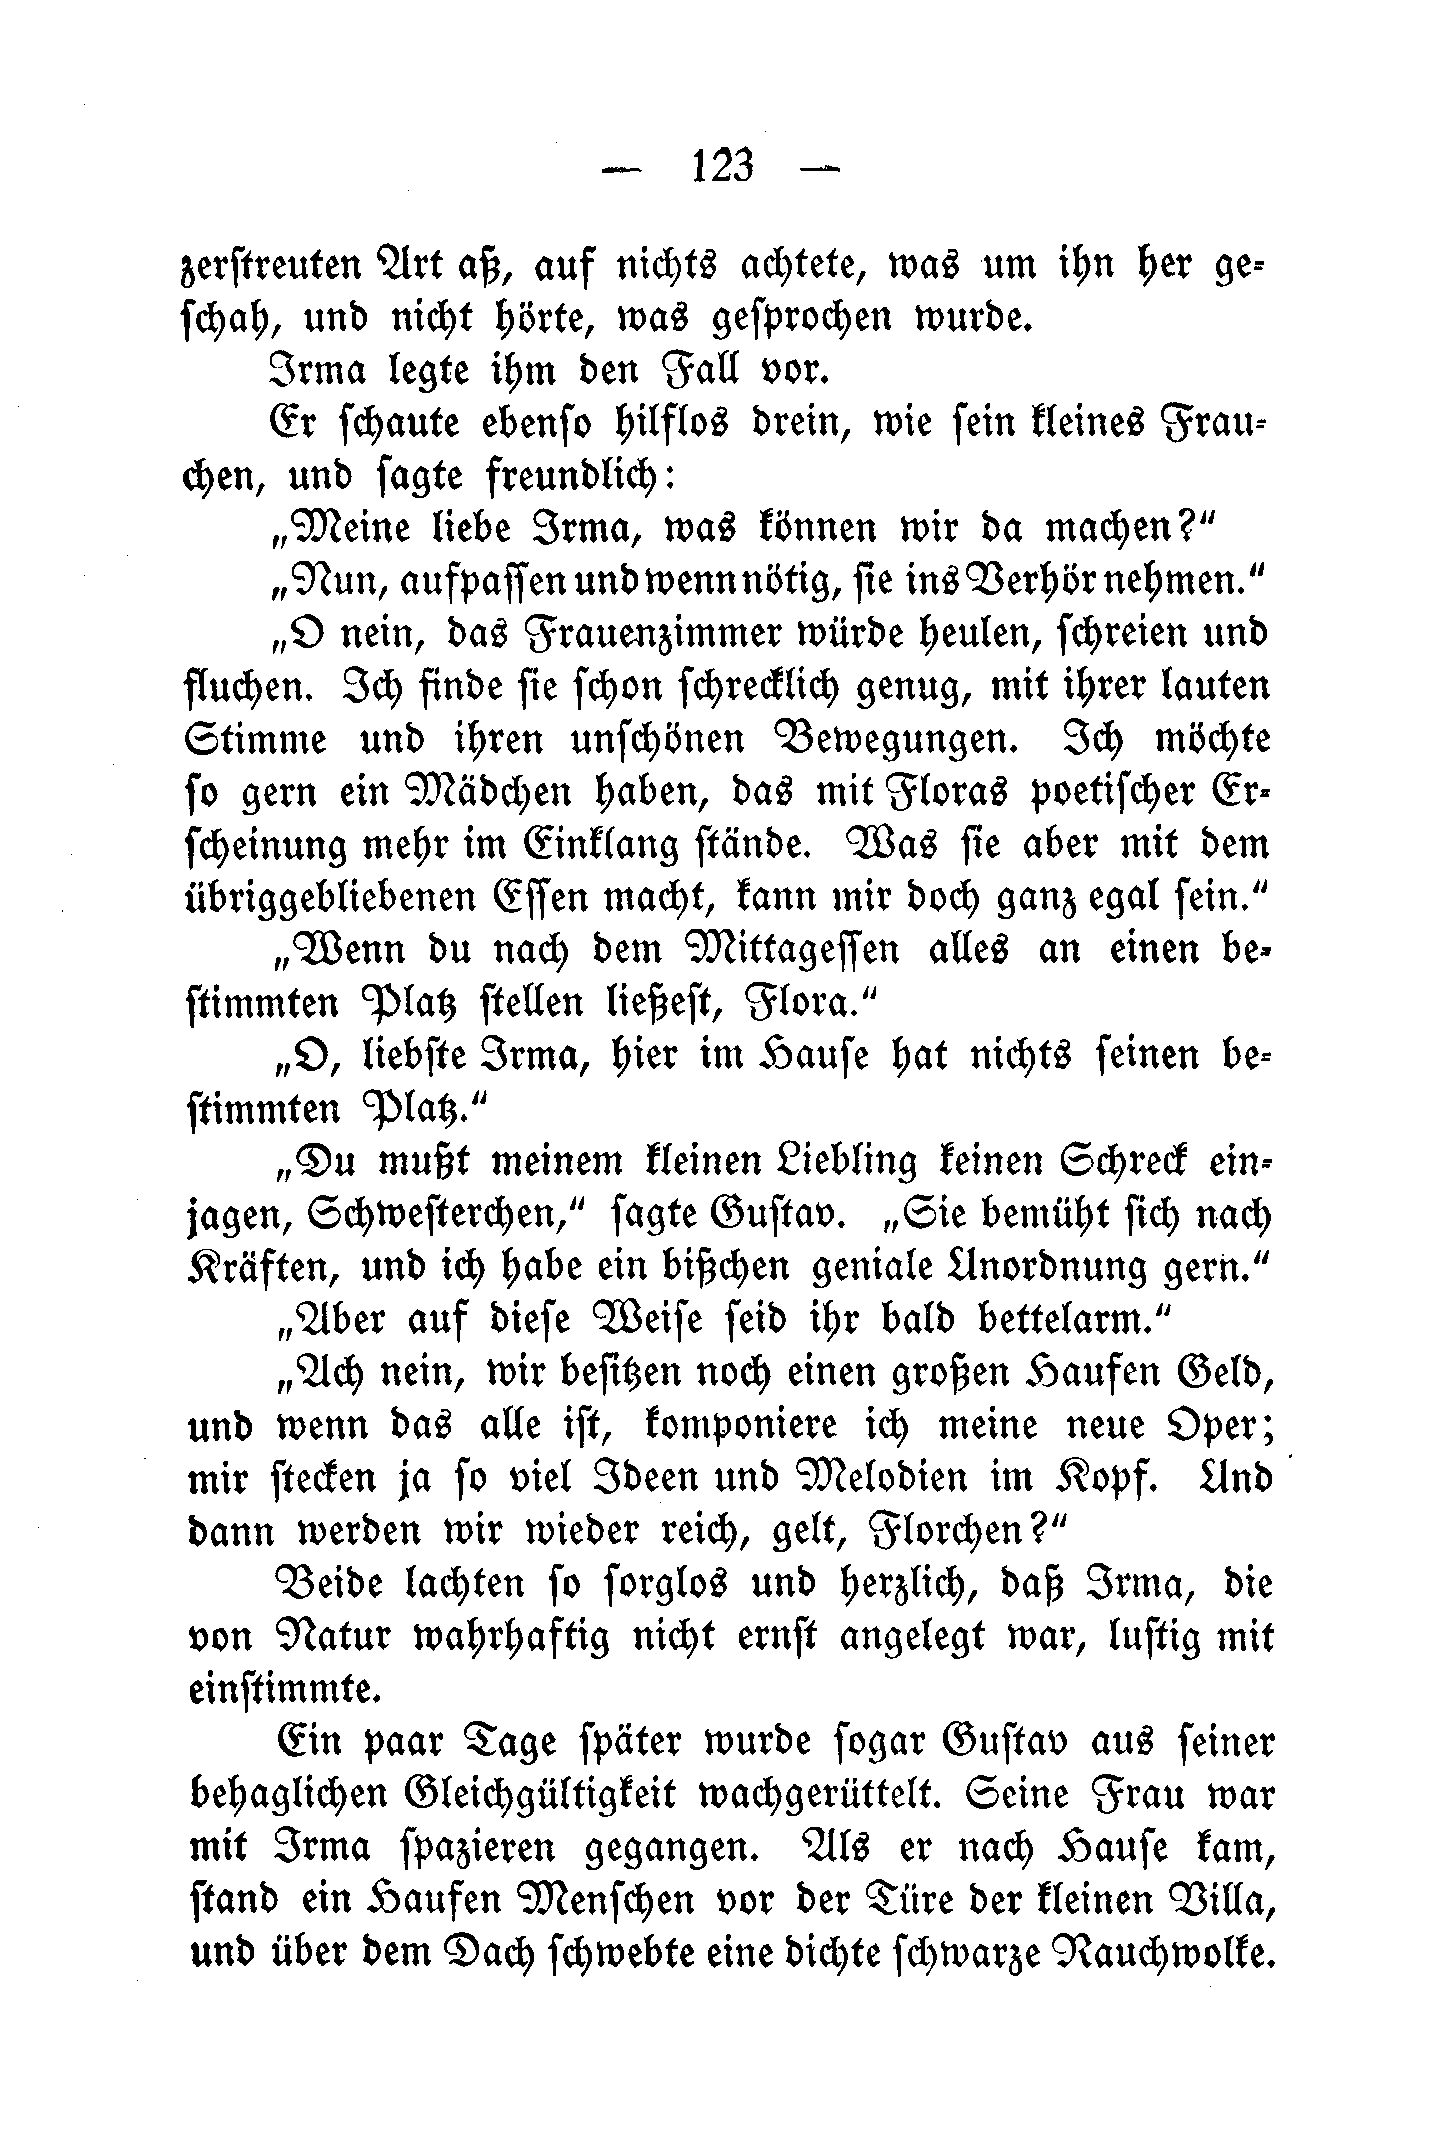 — 123 —
zerstreuten Art aß, auf nichts achtete, was um ihn her ge-
schah, und nicht hörte, was gesprochen wurde.
Irma legte ihm den Fall vor.
Er schaute ebenso hilflos drein, wie sein kleines Frau-
chen, und sagte freundlich:
„Meine liebe Irma, was können wir da machen?“
„Nun, aufpassen und wenn nötig, sie ins Verhör nehmen.“
„O nein, das Frauenzimmer würde heulen, schreien und
fluchen. Ich finde sie schon schrecklich genug, mit ihrer lauten
Stimme und ihren unschönen Bewegungen. Ich möchte
so gern ein Mädchen haben, das mit Floras poetischer Er-
scheinung mehr im Einklang stände. Was sie aber mit dem
übriggebliebenen Essen macht, kann mir doch ganz egal sein.“
„Wenn du nach dem Mittagessen alles an einen be-
stimmten Platz stellen ließest, Flora.“
„O, liebste Irma, hier im Hause hat nichts seinen be-
stimmten Platz.“
„Du mußt meinem kleinen Liebling keinen Schreck ein-
jagen, Schwesterchen,“ sagte Gustav. „Sie bemüht sich nach
Kräften, und ich habe ein bißchen geniale Unordnung gern.“
„Aber auf diese Weise seid ihr bald bettelarm.“
„Ach nein, wir besitzen noch einen großen Haufen Geld,
und wenn das alle ist, komponiere ich meine neue Oper;
mir stecken ja so viel Ideen und Melodien im Kopf. Und
dann werden wir wieder reich, gelt, Florchen?“
Beide lachten so sorglos und herzlich, daß Irma, die
von Natur wahrhaftig nicht ernst angelegt war, lustig mit
einstimmte.
Ein paar Tage später wurde sogar Gustav aus seiner
behaglichen Gleichgültigkeit wachgerüttelt. Seine Frau war
mit Irma spazieren gegangen. Als er nach Hause kam,
stand ein Haufen Menschen vor der Türe der kleinen Villa,
und über dem Dach schwebte eine dichte schwarze Rauchwolke.